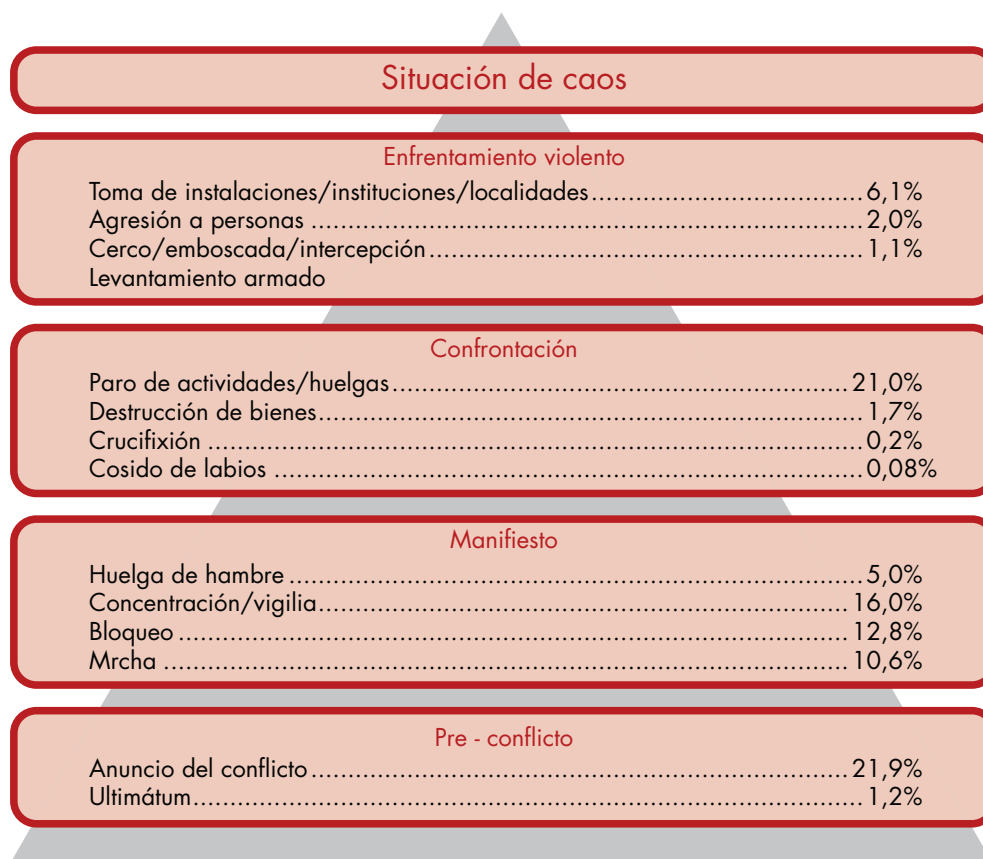 Situación de caos
Enfrentamiento violento
Toma de instalaciones/instituciones/localidades 6,1%
Agresión a personas 2,0%
Cerco/emboscada/intercepción 1,1%
Levantamiento armado
Confrontación
Paro de actividades/huelgas 21,0%
Destrucción de bienes 1,7%
Crucifixión 0,2%
Cosido de labios 0,08%
Manifiesto
Huelga de hambre 5,0%
Concentración/vigilia 16,0%
Bloqueo 12,8%
Mrcha 10,6%
Pre - conflicto
Anuncio del conflicto 21,9%
Ultimátum 1,2%